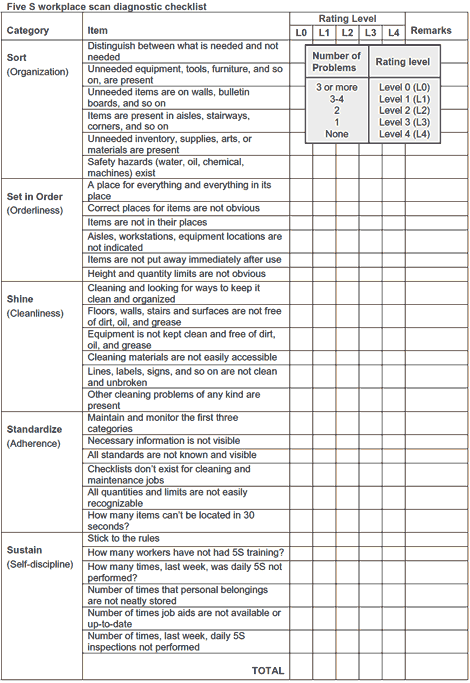 Five S workplace scan diagnostic checklist
Category
Item
Rating Level
L0 L1 L2 L3 L4
Remarks
Number of
Problems
Rating level
3 or more Level 0 (L0)
3-4 Level 1 (L1)
2 Level 2 (L2)
1 Level 3 (L3)
None Level 4 (L4)
Sort
(Organization)
Distinguish between what is needed and not
needed
Unneeded equipment, tools, furniture, and so
on, are present
Unneeded items are on walls, bulletin
boards, and so on
Items are present in aisles, stairways,
corners, and so on
Unneeded inventory, supplies, arts, or
materials are present
Safety hazards (water, oil, chemical,
machines) exist
Set in Order
(Orderliness)
A place for everything and everything in its
place
Correct places for items are not obvious
Items are not in their places
Aisles, workstations, equipment locations are
not indicated
Items are not put away immediately after use
Height and quantity limits are not obvious
Shine
(Cleanliness)
Cleaning and looking for ways to keep it
clean and organized
Floors, walls, stairs and surfaces are not free
of dirt, oil, and grease
Equipment is not kept clean and free of dirt,
oil, and grease
Cleaning materials are not easily accessible
Lines, labels, signs, and so on are not clean
and unbroken
Other cleaning problems of any kind are
present
Standardize
(Adherence)
Maintain and monitor the first three
categories
Necessary information is not visible
All standards are not known and visible
Checklists don't exist for cleaning and
maintenance jobs
All quantities and limits are not easily
recognizable
How many items can't be located in 30
seconds?
Sustain
(Self-discipline)
Stick to the rules
How many workers have not had 5S training?
How many times, last week, was daily 5S not
performed?
Number of times that personal belongings
are not neatly stored
Number of times job aids are not available or
up-to-date
Number of times, last week, daily 5S
inspections not performed
TOTAL